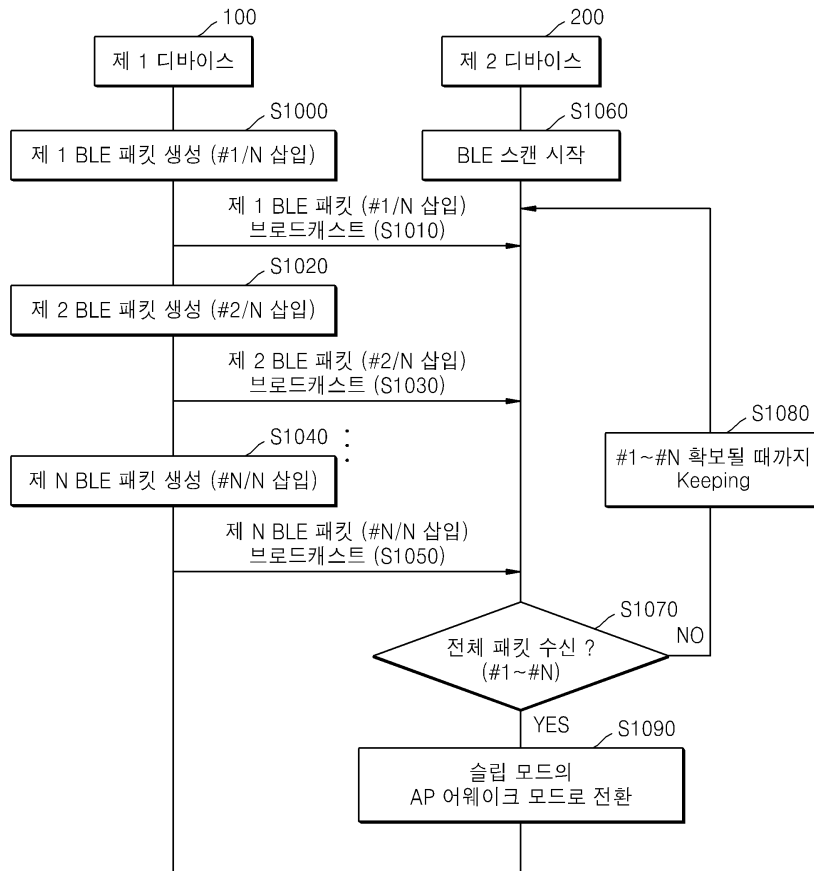 100
200
제 1 디바이스
제 2 디바이스
S1000
S1060
제 1 BLE 패킷 생성 (#1/N 삽입)
BLE 스캔 시작
제 1 BLE 패킷 (#1/N 삽입)
브로드캐스트 (S1010)
S1020
제 2 BLE 패킷 생성 (#2/N 삽입)
제 2 BLE 패킷 (#2/N 삽입)
브로드캐스트 (S1030)
S1040
S1080
제 N BLE 패킷 생성 (#N/N 삽입)
#1~#N 확보될 때까지
Keeping
제 N BLE 패킷 (#N/N 삽입)
브로드캐스트 (S1050)
S1070
전체 패킷 수신 ?
(#1~#N)
NO
YES
S1090
슬립 모드의
AP 어웨이크 모드로 전환